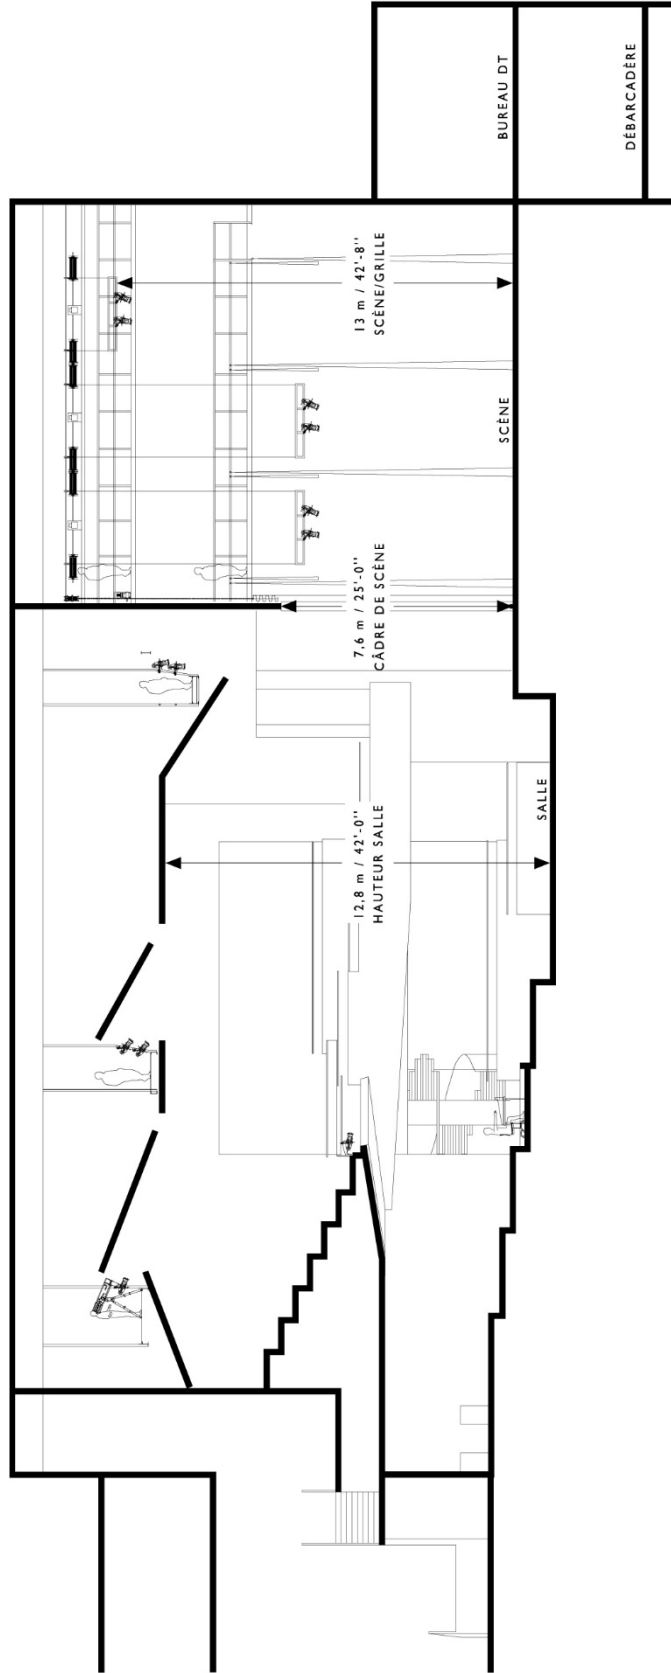 BUREAU DT
DÉBARCADÈRE
13 m / 42'-8''
SCÈNE/GRILLE
SCÈNE
7,6 m / 25'-0''
CÂDRE DE SCÈNE
12,8 m / 42'-0''
HAUTEUR SALLE
SALLE